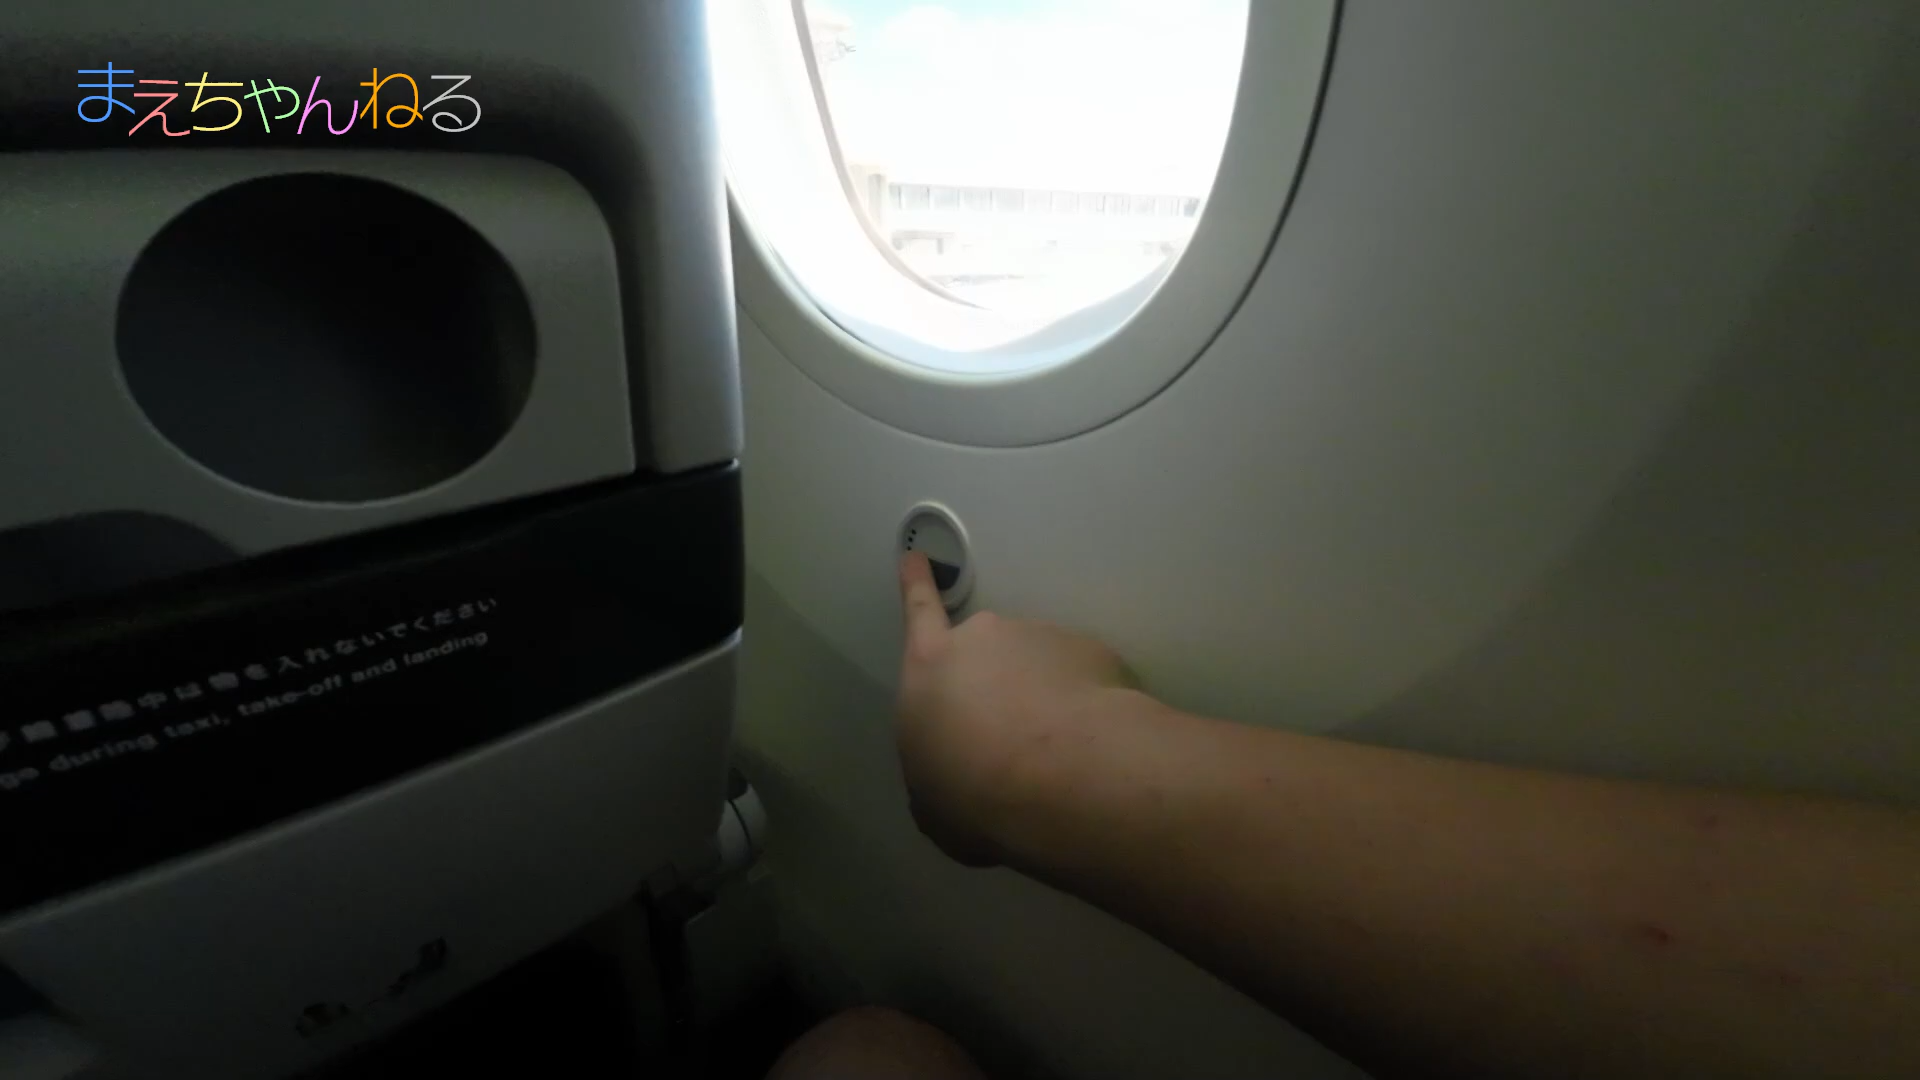 まえちゃんねる
は物を入れないでください
during taxi, take-off and landing